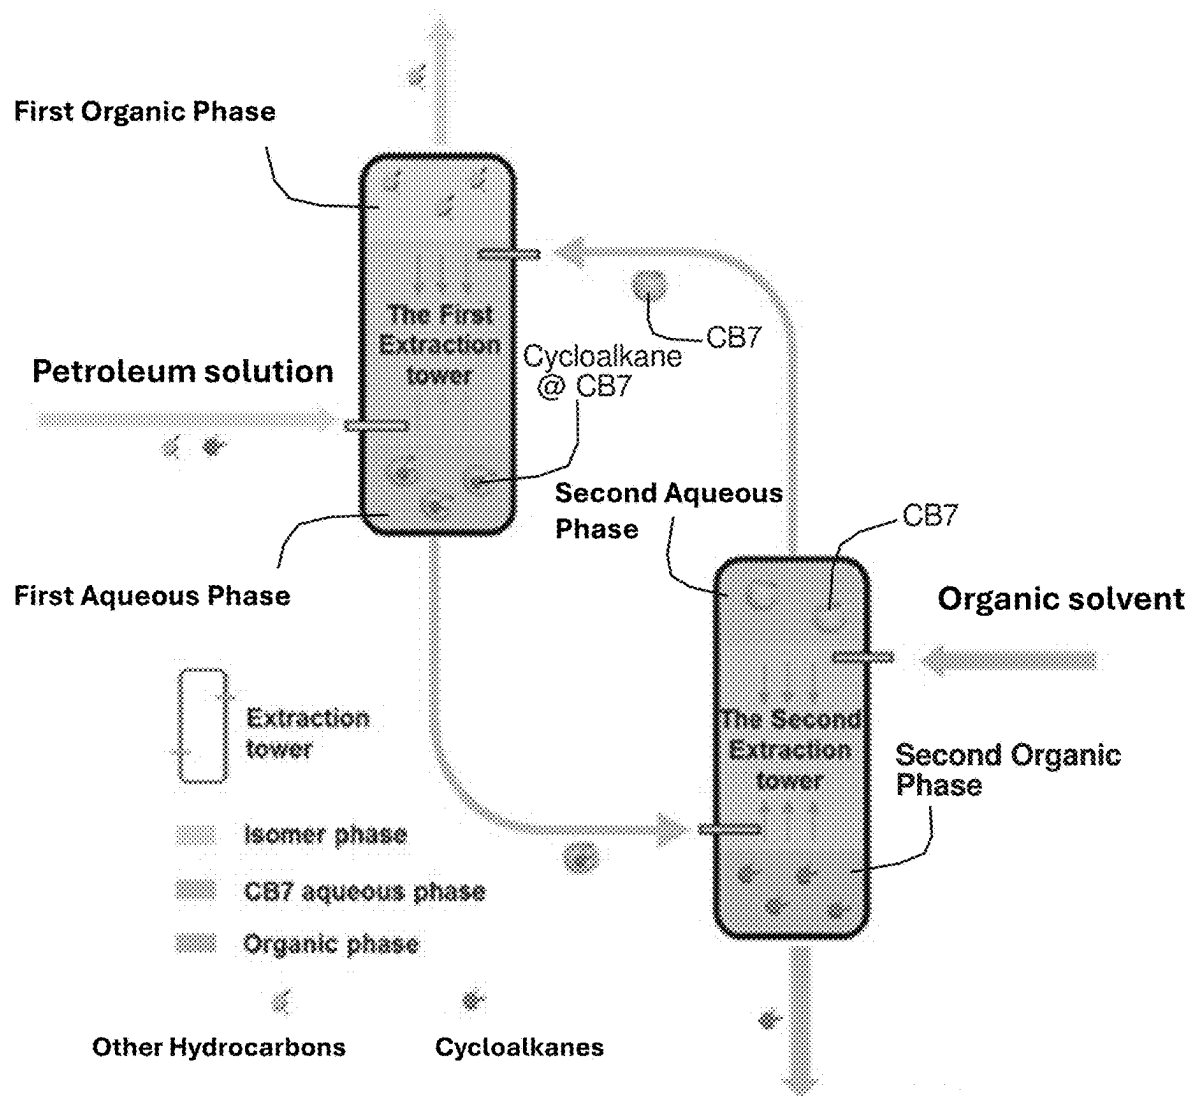 First Organic Phase
The First
Extraction
tower
CB7
Cycloalkane
@ CB7
Petroleum solution
Second Aqueous
Phase
CB7
First Aqueous Phase
Organic solvent
Extraction
tower
The Second
Extraction
tower
Second Organic
Phase
Isomer phase
CB7 aqueous phase
Organic phase
Other Hydrocarbons
Cycloalkanes